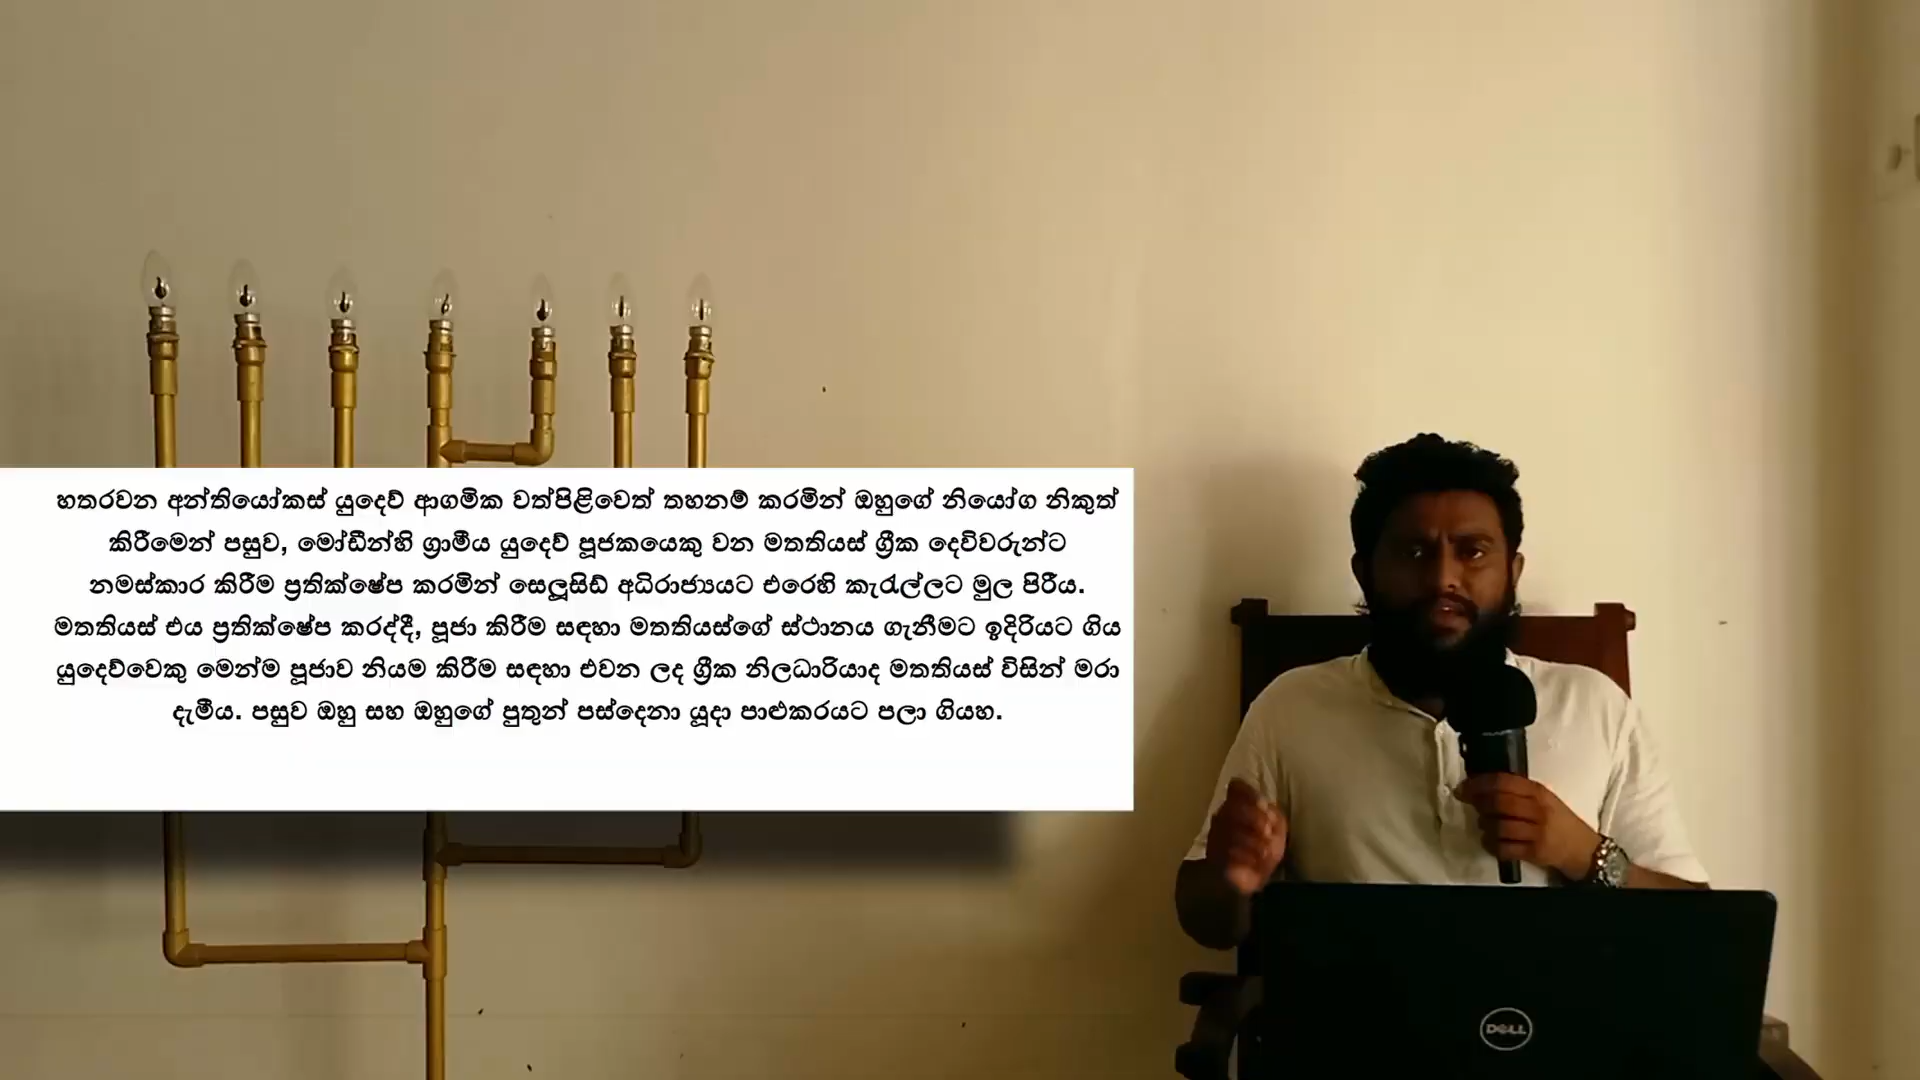 හතරවන අන්තියෝකස් යුදෙව් ආගමික වත්පිළිවෙත් තහනම් කරමින් ඔහුගේ නියෝග නිකුත්
කිරීමෙන් පසුව, මෝඩීන්හි ග්‍රාමීය යුදෙව් පූජකයෙකු වන මතතියස් ග්‍රීක දෙවිවරුන්ට
නමස්කාර කිරීම ප්‍රතික්ෂේප කරමින් සෙලූසිඩ් අධිරාජ්‍යයට එරෙහි කැරැල්ලට මුල පිරීය.
මතතියස් එය ප්‍රතික්ෂේප කරද්දී, පූජා කිරීම සඳහා මතතියස්ගේ ස්ථානය ගැනීමට ඉදිරියට ගිය
යුදෙව්වෙකු මෙන්ම පූජාව නියම කිරීම සඳහා එවන ලද ග්‍රීක නිලධාරියාද මතතියස් විසින් මරා
දැමීය. පසුව ඔහු සහ ඔහුගේ පුතුන් පස්දෙනා යූදා පාළුකරයට පලා ගියහ.
DELL